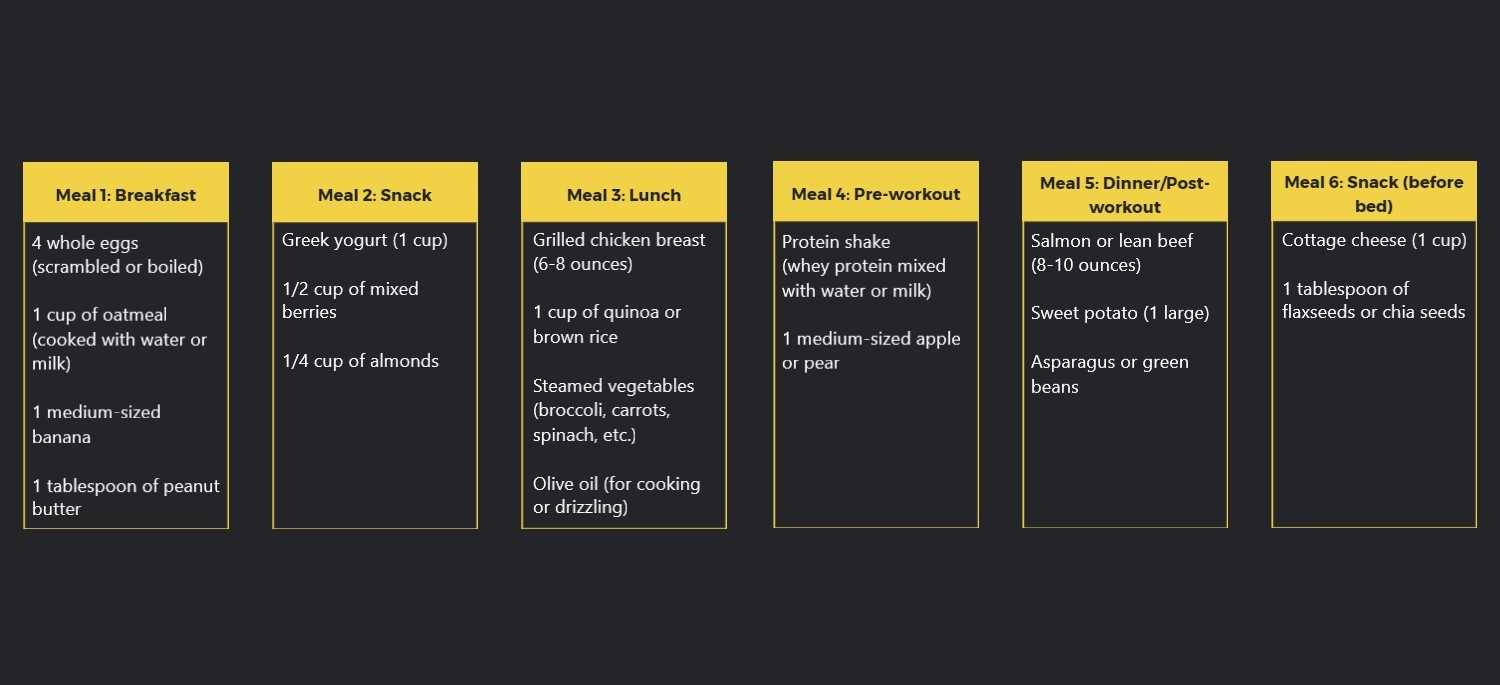 Meal 1: Breakfast
4 whole eggs
(scrambled or boiled)
1 cup of oatmeal
(cooked with water or
milk)
1 medium-sized
banana
1 tablespoon of peanut
butter
Meal 2: Snack
Greek yogurt (1 cup)
1/2 cup of mixed
berries
1/4 cup of almonds
Meal 3: Lunch
Grilled chicken breast
(6-8 ounces)
1 cup of quinoa or
brown rice
Steamed vegetables
(broccoli, carrots,
spinach, etc.)
Olive oil (for cooking
or drizzling)
Meal 4: Pre-workout
Protein shake
(whey protein mixed
with water or milk)
1 medium-sized apple
or pear
Meal 5: Dinner/Post-
workout
Salmon or lean beef
(8-10 ounces)
Sweet potato (1 large)
Asparagus or green
beans
Meal 6: Snack (before
bed)
Cottage cheese (1 cup)
1 tablespoon of
flaxseeds or chia seeds